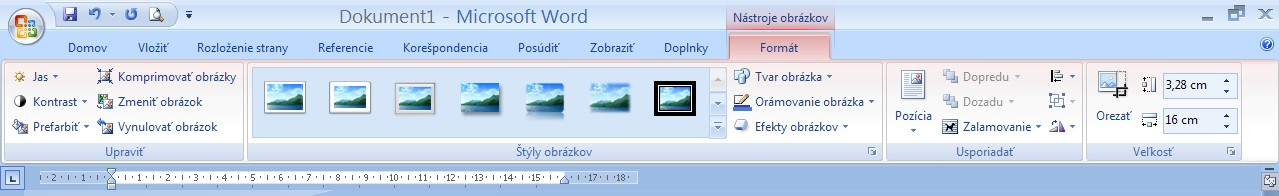 Dokument1 - Microsoft Word
Nástroje obrázkov
Domov Vložiť Rozloženie strany Referencie Korešpondencia Posúdiť Zobraziť Doplnky Formát
Jas
Kontrast
Prefarbiť
Komprimovať obrázky
Zmeniť obrázok
Vynulovať obrázok
Upraviť
Tvar obrázka
Orámovanie obrázka
Efekty obrázkov
Štýly obrázkov
Pozícia
Dopredu
Dozadu
Zalamovanie
Usporiadať
Orezať
3,28 cm
16 cm
Veľkosť
2 1 1 2 3 4 5 6 7 8 9 10 11 12 13 14 15 17 18